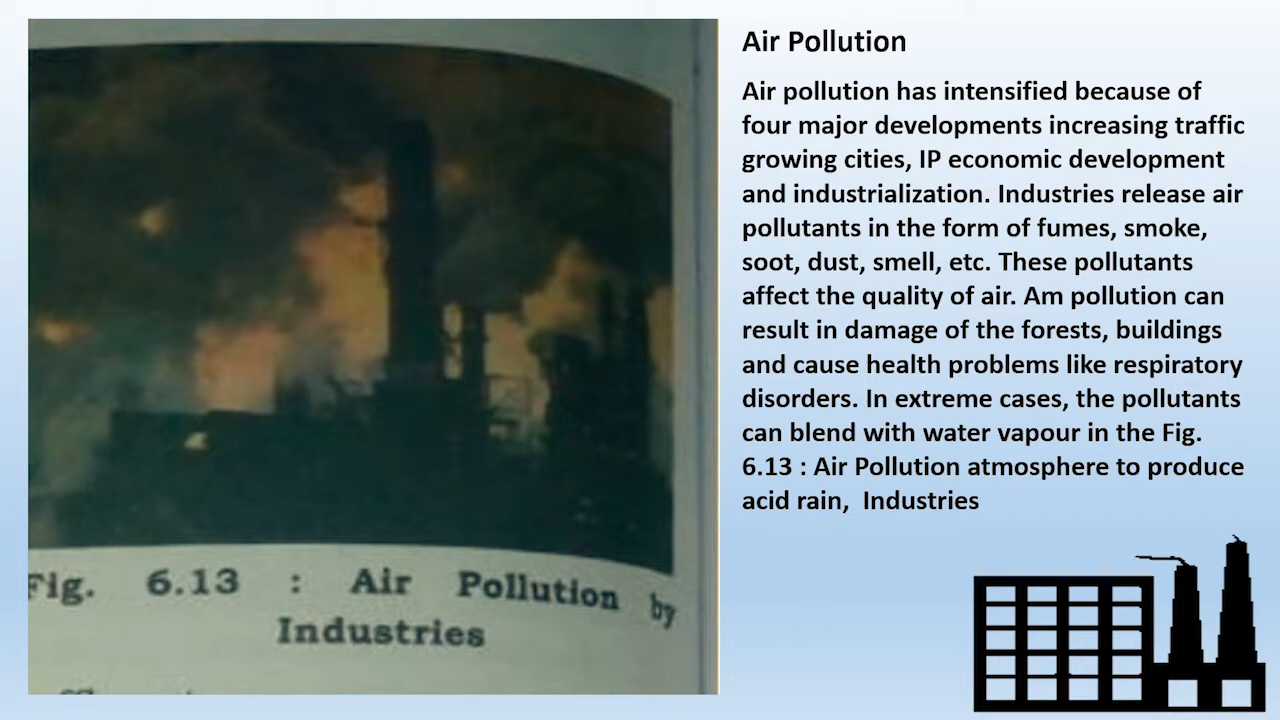 Air Pollution
Air pollution has intensified because of
four major developments increasing traffic
growing cities, IP economic development
and industrialization. Industries release air
pollutants in the form of fumes, smoke,
soot, dust, smell, etc. These pollutants
affect the quality of air. Am pollution can
result in damage of the forests, buildings
and cause health problems like respiratory
disorders. In extreme cases, the pollutants
can blend with water vapour in the Fig.
6.13 : Air Pollution atmosphere to produce
acid rain,  Industries
Fig. 6.13 : Air Pollution by
Industries